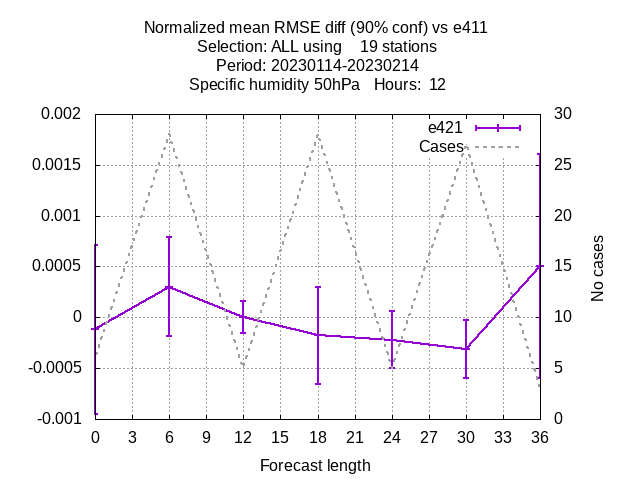 Normalized mean RMSE diff (90% conf) vs e411
Selection: ALL using    19 stations
Period: 20230114-20230214
Specific humidity 50hPa   Hours:  12
0.002
0.0015
0.001
0.0005
0
-0.0005
-0.001
30
25
20
15
10
5
0
e421
Cases
No cases
0 3 6 9 12 15 18 21 24 27 30 33 36
Forecast length